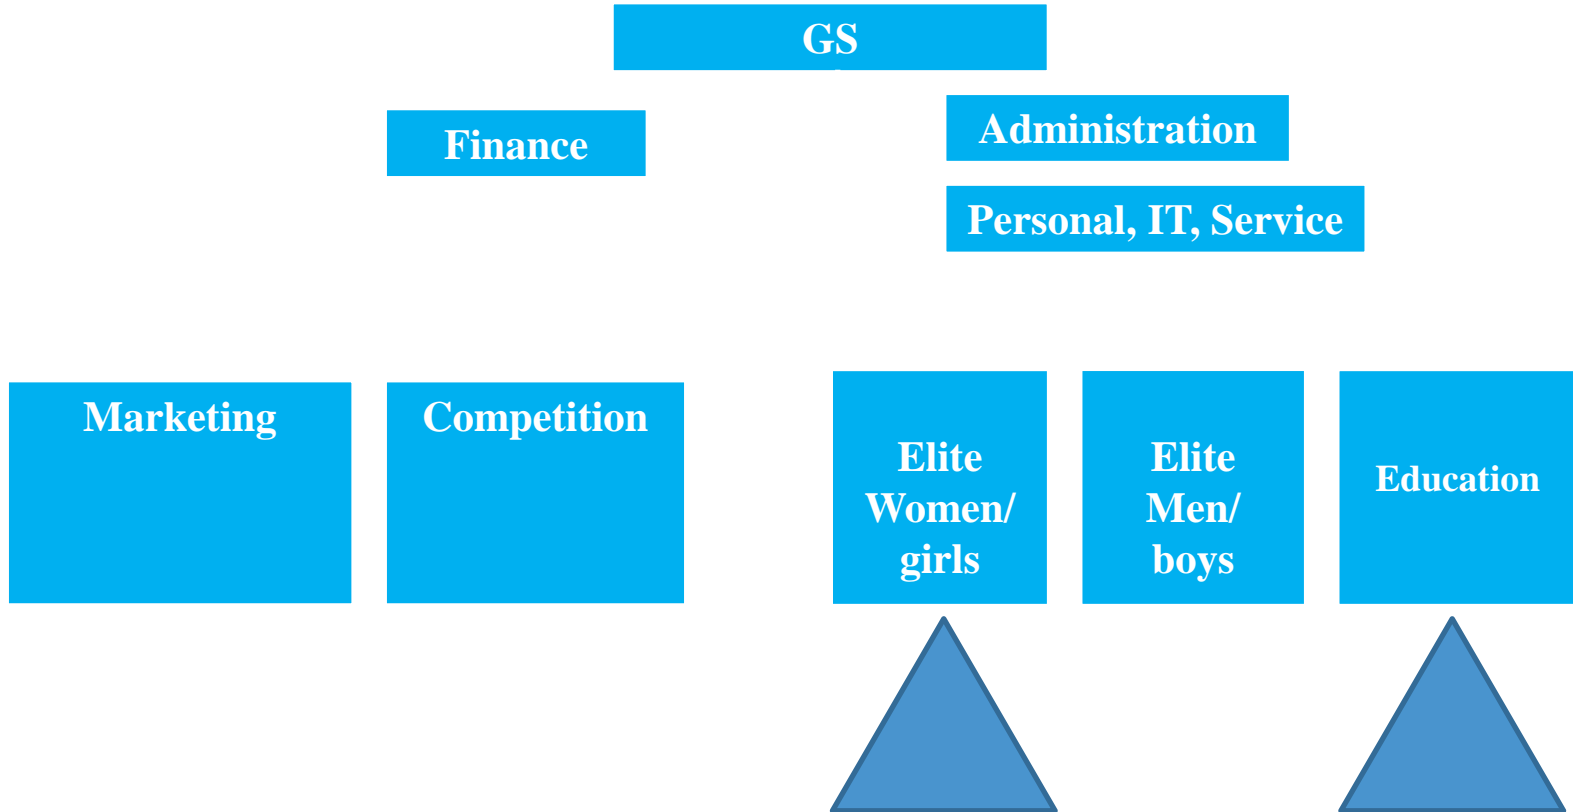 GS
Finance
Administration
Personal, IT, Service
Marketing
Competition
Elite
Women/
girls
Elite
Men/
boys
Education